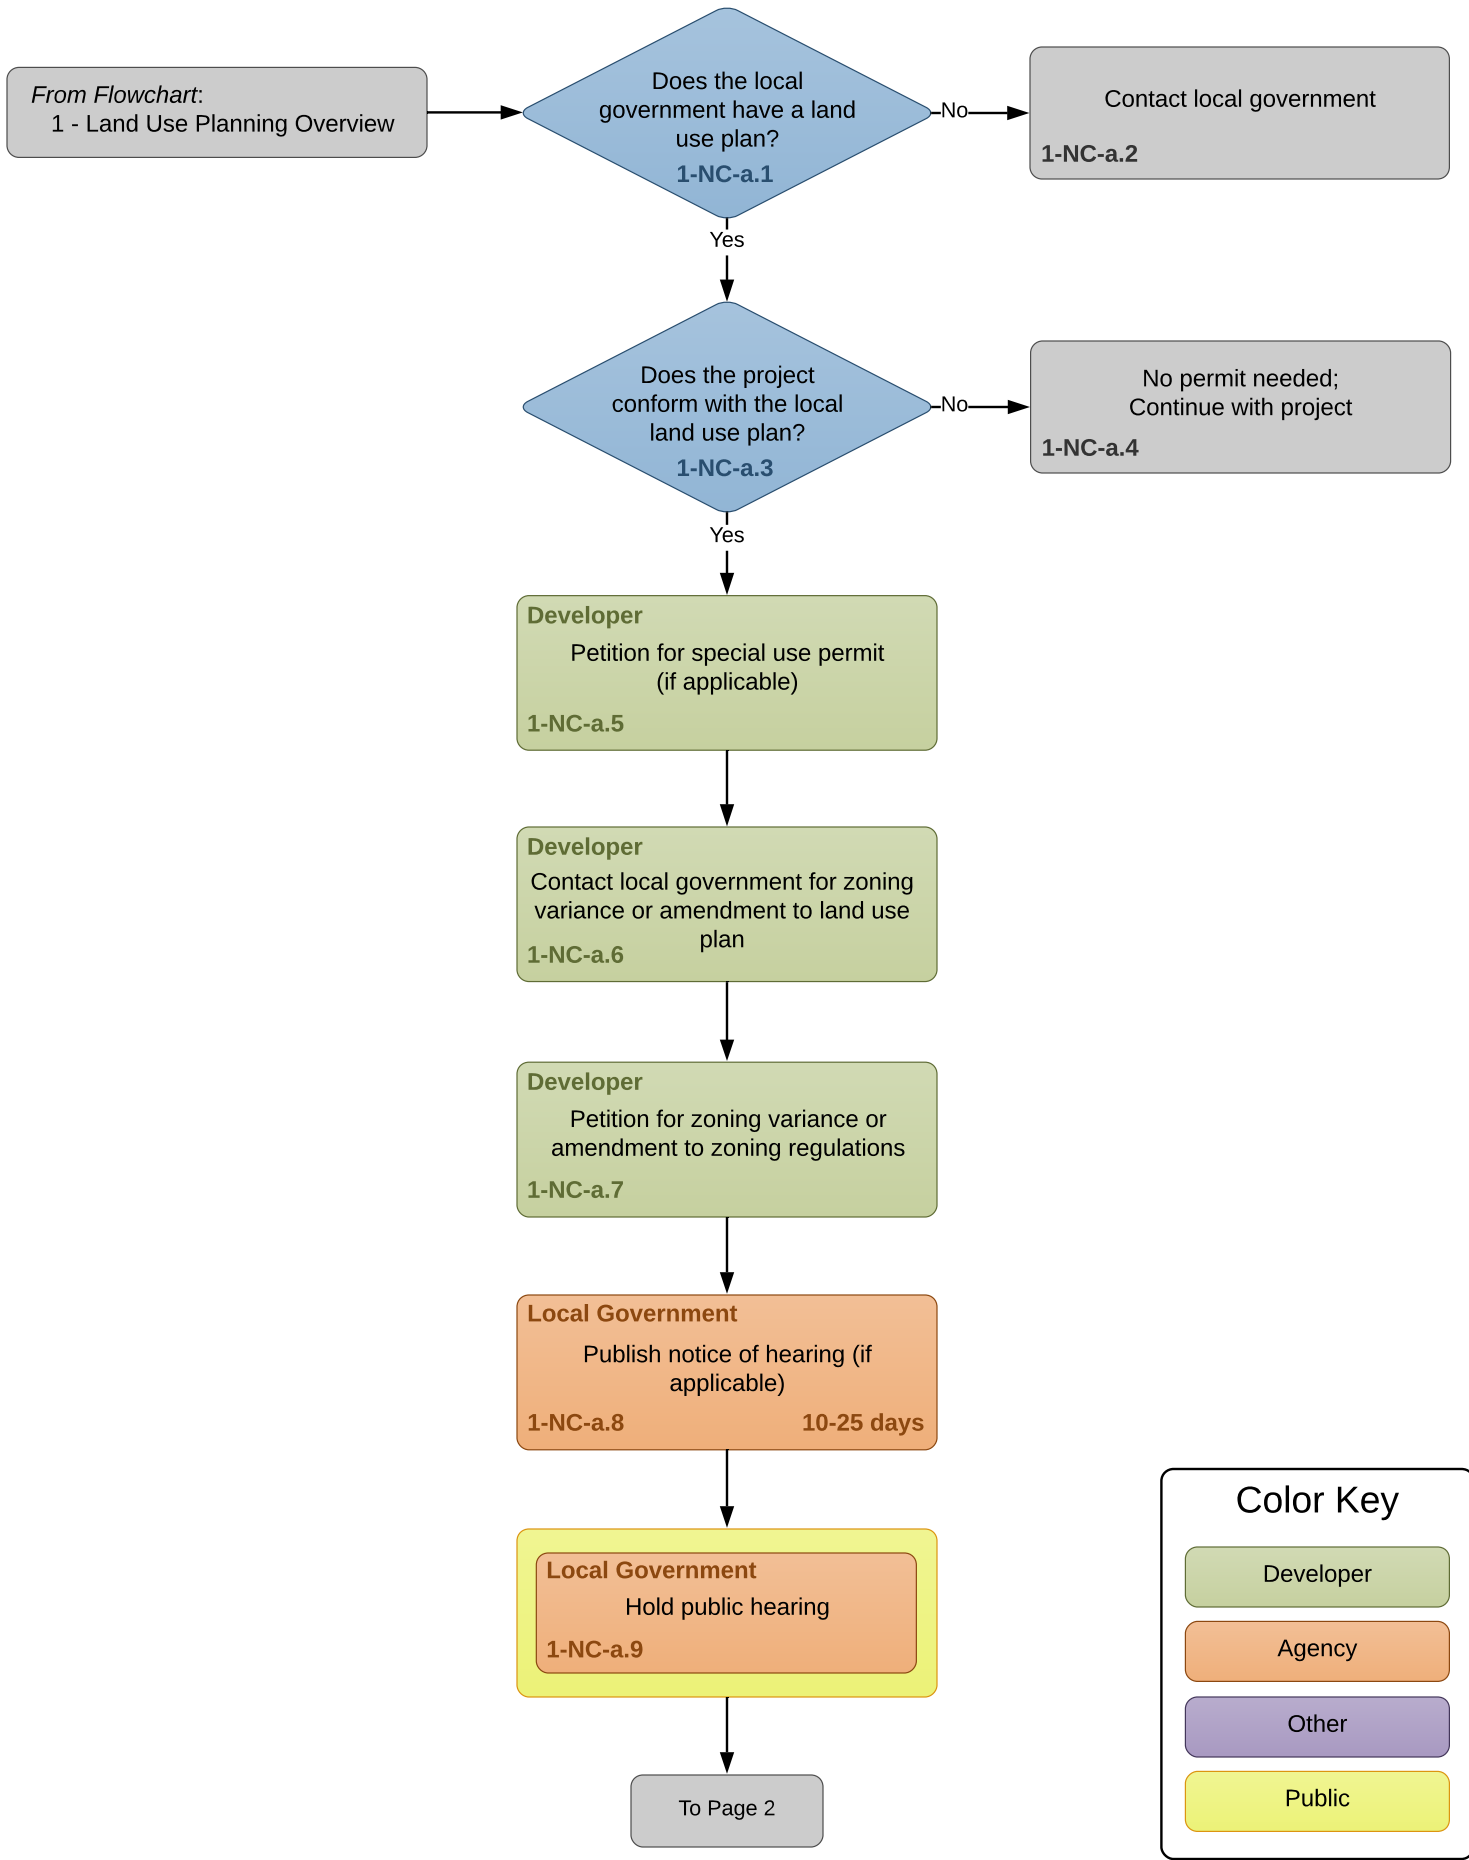 From Flowchart:
1 - Land Use Planning Overview
Does the local
government have a land
use plan?
1-NC-a.1
No
Contact local government
1-NC-a.2
Yes
Does the project
conform with the local
land use plan?
1-NC-a.3
No
No permit needed;
Continue with project
1-NC-a.4
Yes
Developer
Petition for special use permit
(if applicable)
1-NC-a.5
Developer
Contact local government for zoning
variance or amendment to land use
plan
1-NC-a.6
Developer
Petition for zoning variance or
amendment to zoning regulations
1-NC-a.7
Local Government
Publish notice of hearing (if
applicable)
1-NC-a.8 10-25 days
Local Government
Hold public hearing
1-NC-a.9
To Page 2
Color Key
Developer
Agency
Other
Public